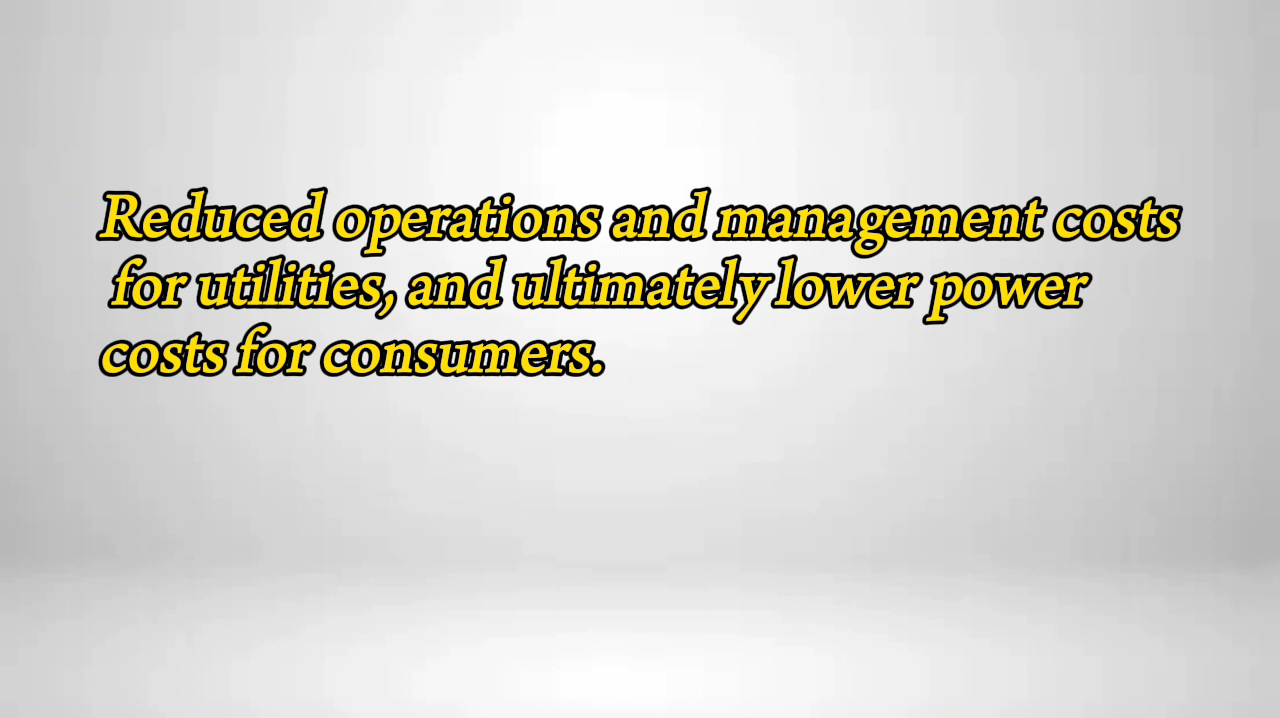 Reduced operations and management costs
for utilities, and ultimately lower power
costs for consumers.